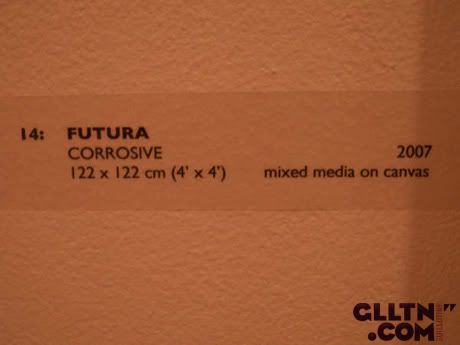 14: FUTURA
CORROSIVE 2007
122 x 122 cm (4' x 4') mixed media on canvas
GLLTN"
.COM